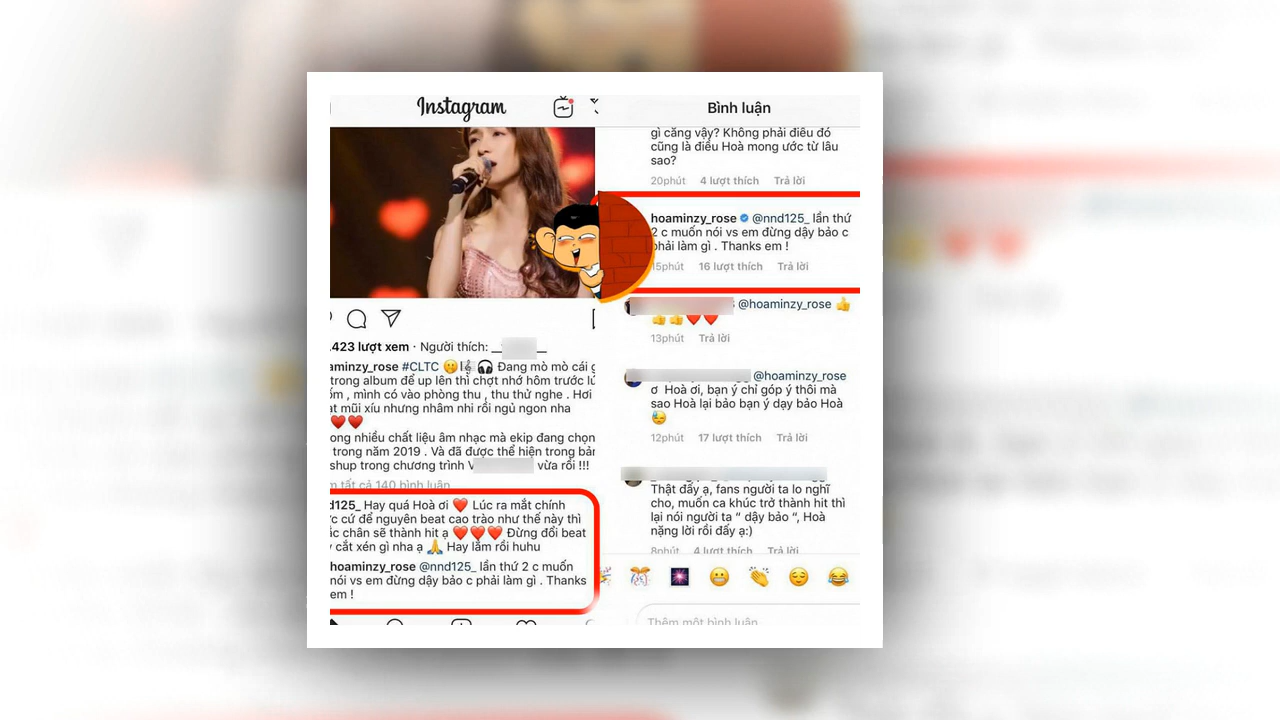 Instagram
423 lượt xem · Người thích:
aminzy_rose #CLTC Đang mò mò cái
trong album để up lên thì chợt nhớ hôm trước
mình có vào phòng thu , thu thử nghe . Hơi
mũi xíu nhưng nhâm nhi rồi ngủ ngon nha
❤️❤️
nhiều chất liệu âm nhạc mà ekip đang chọn
trong năm 2019 . Và đã được thể hiện trong
shup trong chương trình V vừa rồi !!!
tất cả 140 bình luận
d125_ Hay quá Hoà ơi ❤️ Lúc ra mắt chính
cứ để nguyên beat cao trào như thế này thì
chân sẽ thành hit ạ ❤️❤️❤️ Đừng đổi beat
cắt xén gì nha ạ 🙏 Hay lắm rồi huhu
hoaminzy_rose @nnd125_ lần thứ 2 c muốn
nói vs em đừng dậy bảo c phải làm gì . Thanks
em !
Bình luận
gì căng vậy? Không phải điều đó
cũng là điều Hoà mong ước từ lâu
sao?
20phút 4 lượt thích Trả lời
hoaminzy_rose @nnd125_ lần thứ
2 c muốn nói vs em đừng dậy bảo c
phải làm gì . Thanks em !
15phút 16 lượt thích Trả lời
@hoaminzy_rose 👍
👍👍❤️❤️
13phút Trả lời
@hoaminzy_rose
ơ Hoà ơi, bạn ý chỉ góp ý thôi mà
sao Hoà lại bảo bạn ý dạy bảo Hoà
😓
12phút 17 lượt thích Trả lời
Thật đấy ạ, fans người ta lo nghĩ
cho, muốn ca khúc trở thành hit thì
lại nói người tạ “ dậy bảo “, Hoà
nặng lời rồi đấy ạ:)
8phút 4 lượt thích Trả lời
Thêm một bình luận